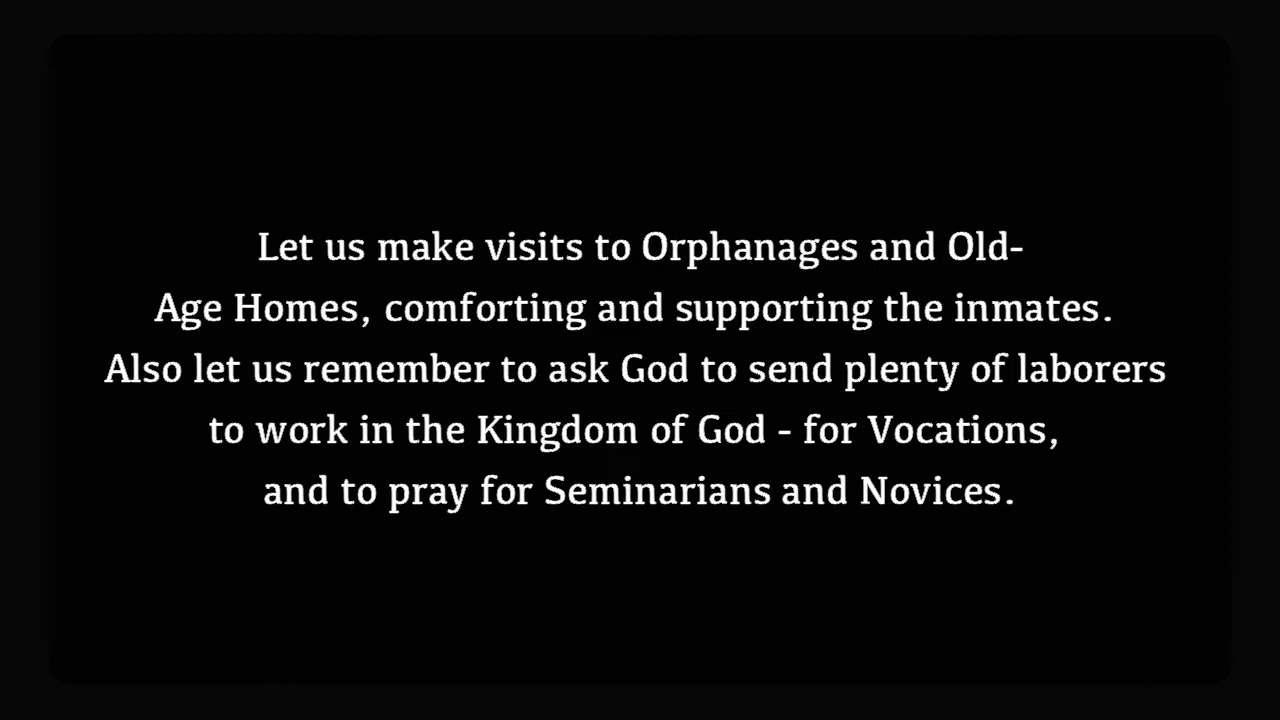 Let us make visits to Orphanages and Old-
Age Homes, comforting and supporting the inmates.
Also let us remember to ask God to send plenty of laborers
to work in the Kingdom of God - for Vocations,
and to pray for Seminarians and Novices.